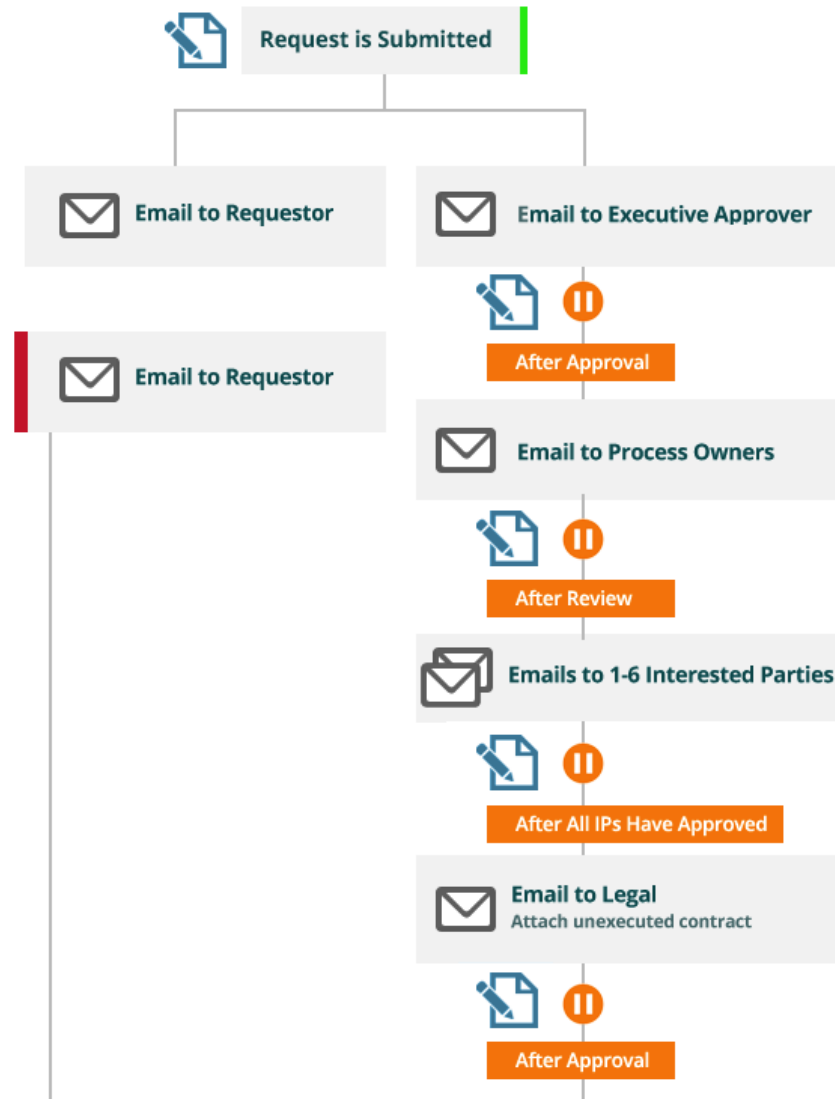 Request is Submitted
Email to Requestor
Email to Executive Approver
After Approval
Email to Requestor
Email to Process Owners
After Review
Emails to 1-6 Interested Parties
After All IPs Have Approved
Email to Legal
Attach unexecuted contract
After Approval